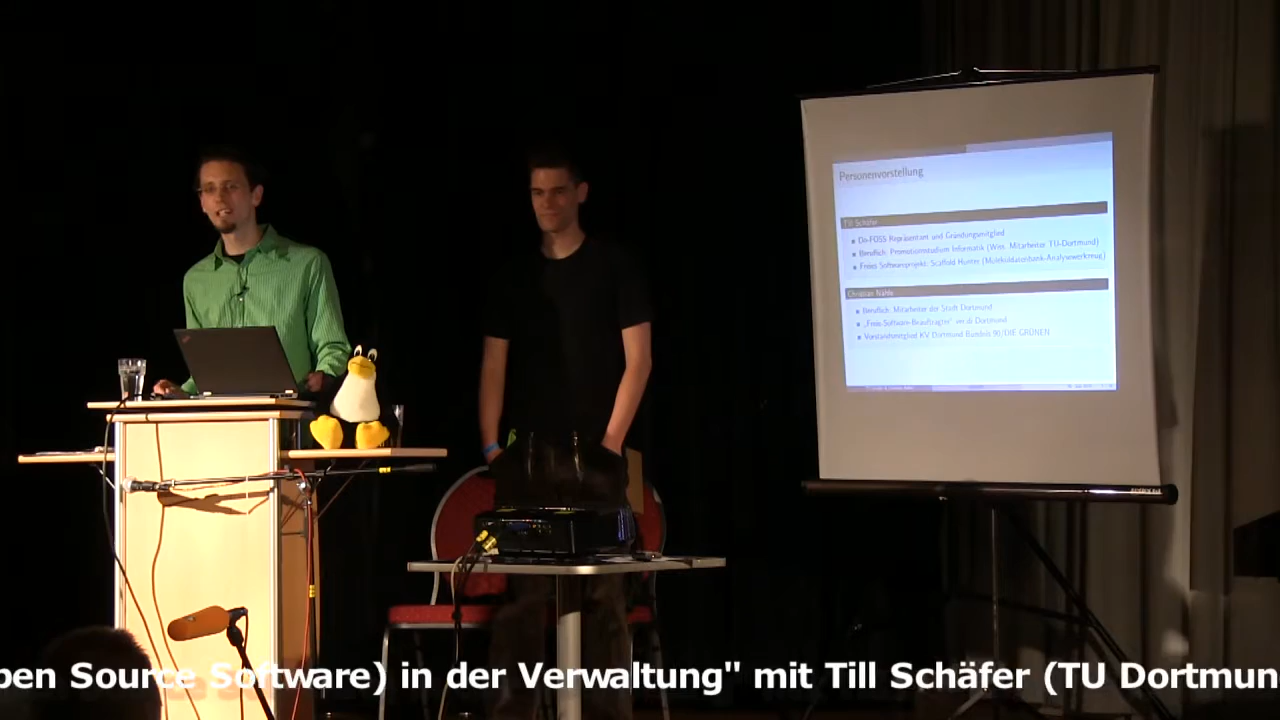 Personenvorstellung
Till Schäfer
Do-FOSS Repräsentant und Gründungsmitglied
Beruflich: Promotionsstudium Informatik (Wiss. Mitarbeiter TU-Dortmund)
Freies Softwareprojekt: Scaffold Hunter (Moleküldatenbank-Analysewerkzeug)
Christian Nähle
Beruflich: Mitarbeiter der Stadt Dortmund
„Freie-Software-Beauftragter“ ver.di Dortmund
Vorstandsmitglied KV Dortmund Bündnis 90/DIE GRÜNEN
pen Source Software) in der Verwaltung" mit Till Schäfer (TU Dortmun